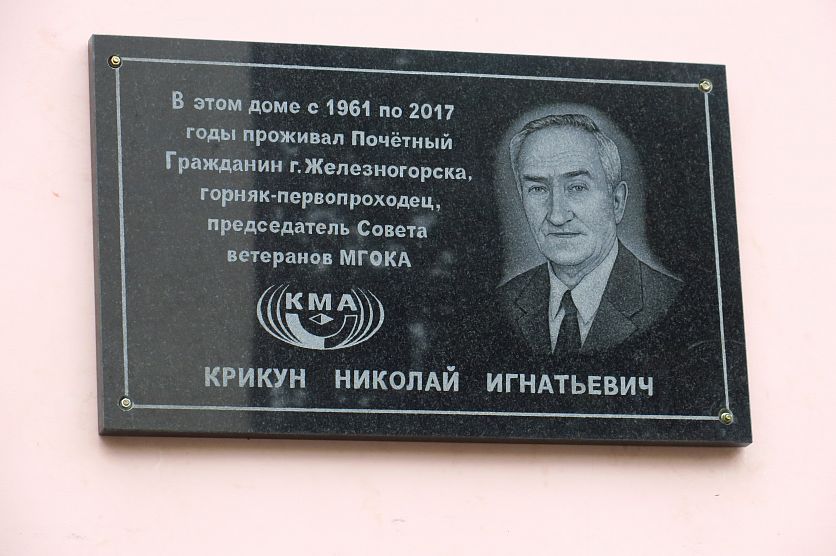 В этом доме с 1961 по 2017
годы проживал Почётный
Гражданин г. Железногорска,
горняк-первопроходец,
председатель Совета
ветеранов МГОКА
КМА
КРИКУН НИКОЛАЙ ИГНАТЬЕВИЧ